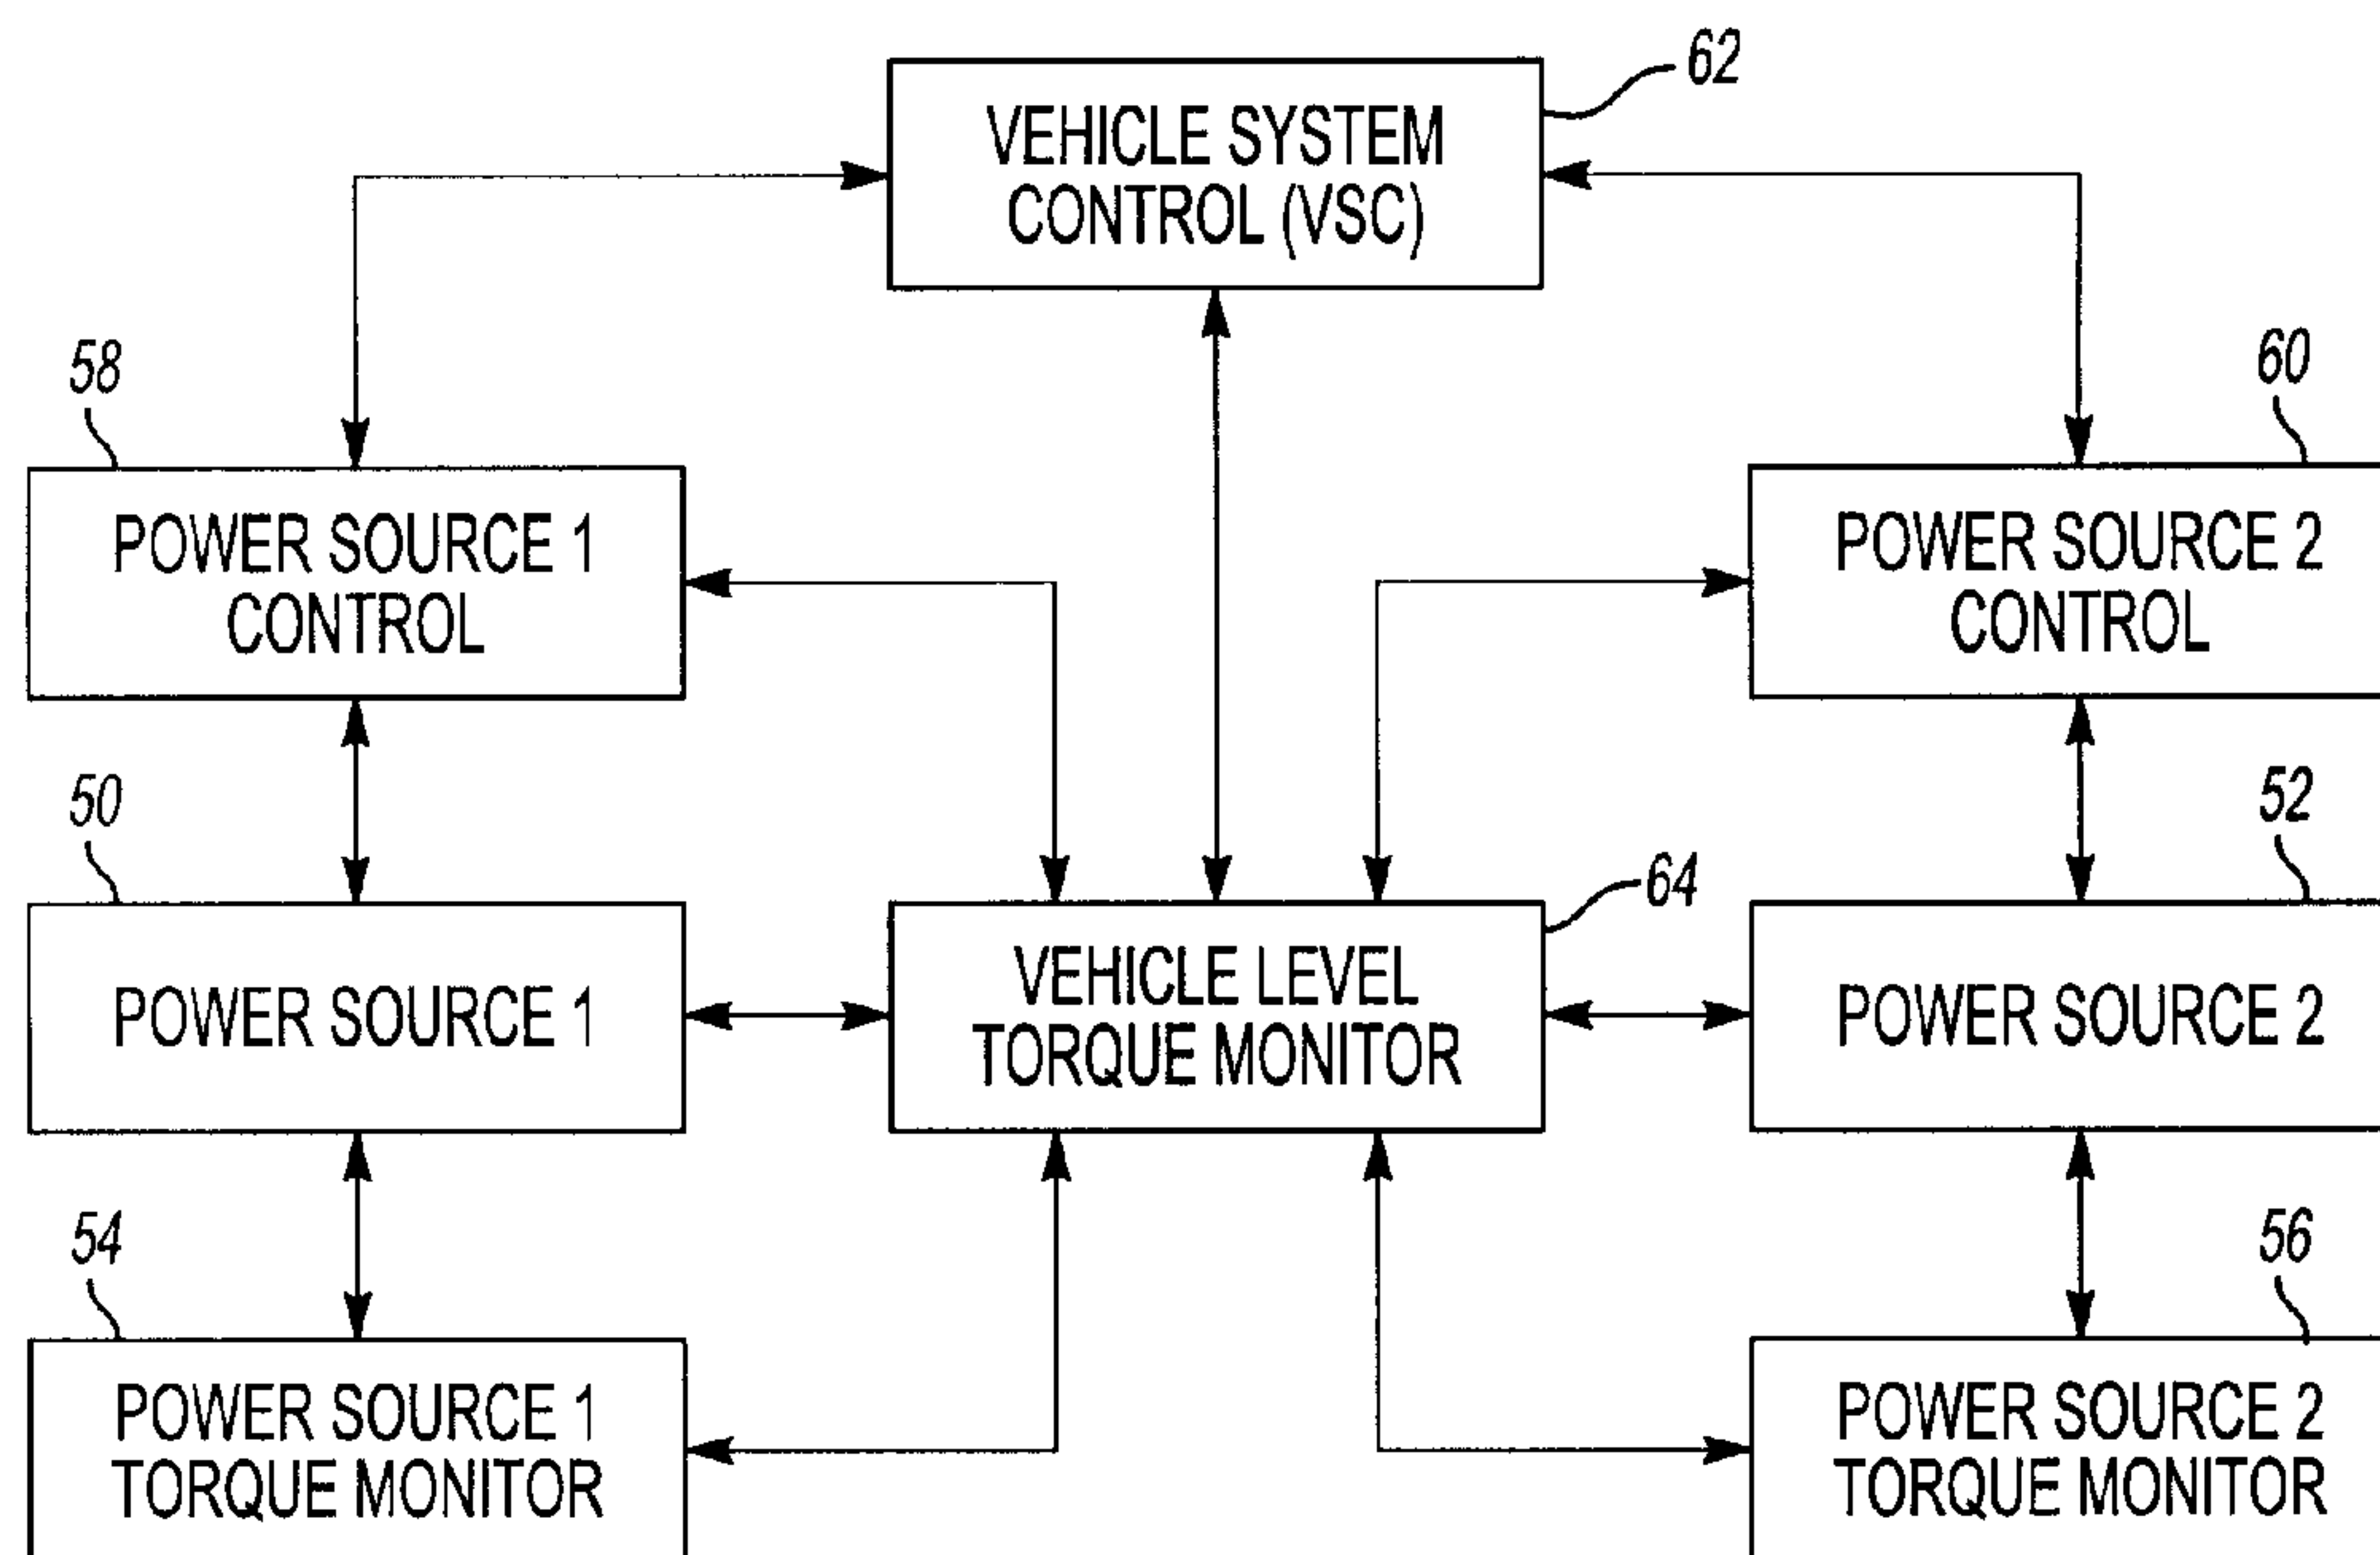 62
VEHICLE SYSTEM
CONTROL (VSC)
58
60
POWER SOURCE 1
CONTROL
POWER SOURCE 2
CONTROL
50
52
64
POWER SOURCE 1
VEHICLE LEVEL
TORQUE MONITOR
POWER SOURCE 2
54
56
POWER SOURCE 1
TORQUE MONITOR
POWER SOURCE 2
TORQUE MONITOR